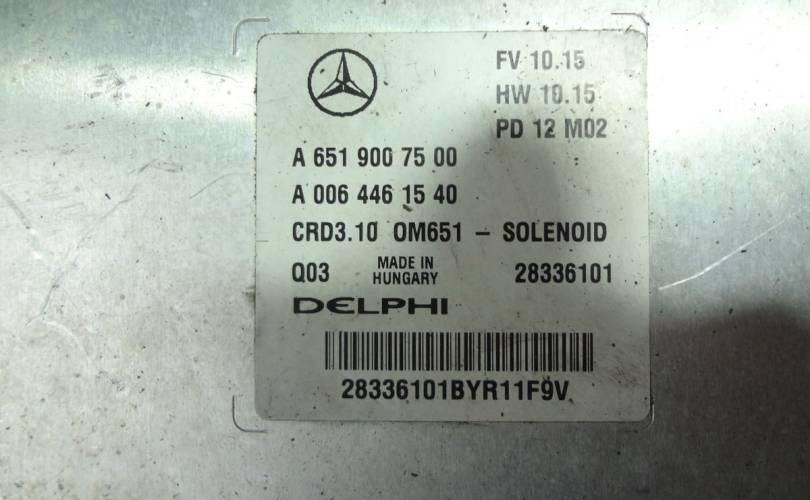 FV 10.15
HW 10.15
PD 12 M02
A 651 900 75 00
A 006 446 15 40
CRD3.10 OM651 – SOLENOID
Q03 MADE IN HUNGARY 28336101
DELPHI
28336101BYR11F9V